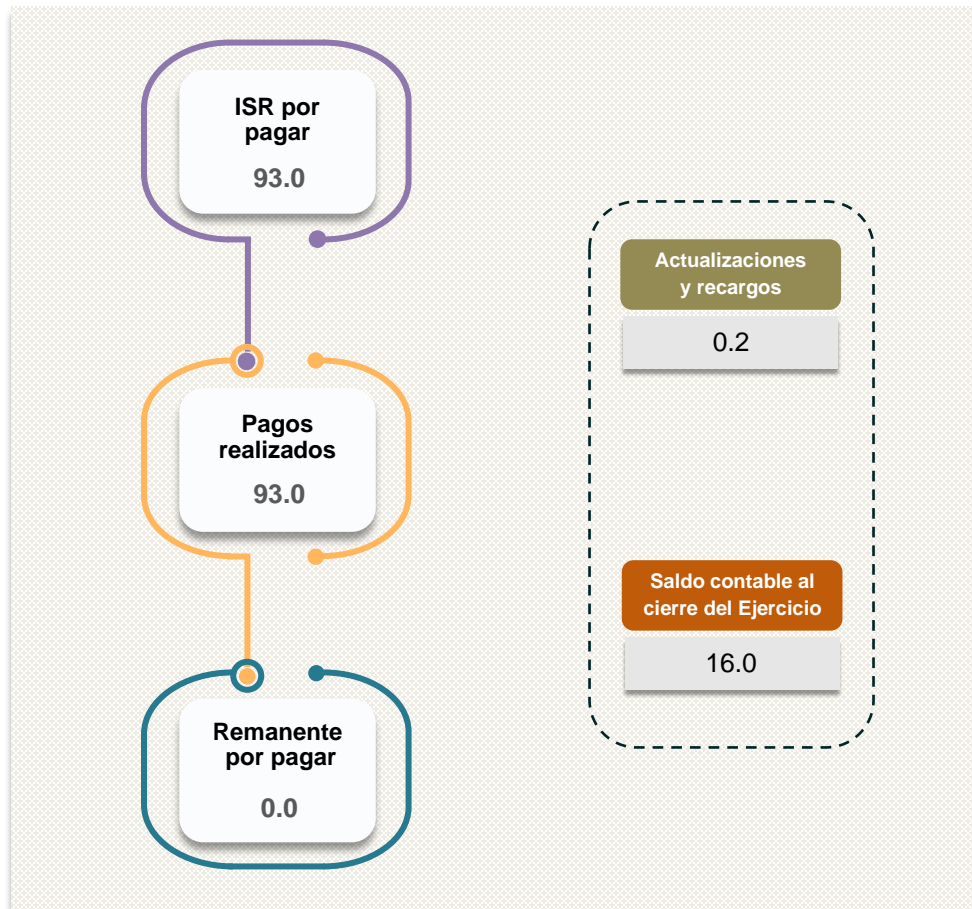 ISR por
pagar
93.0
Actualizaciones
y recargos
0.2
Pagos
realizados
93.0
Saldo contable al
cierre del Ejercicio
16.0
Remanente
por pagar
0.0